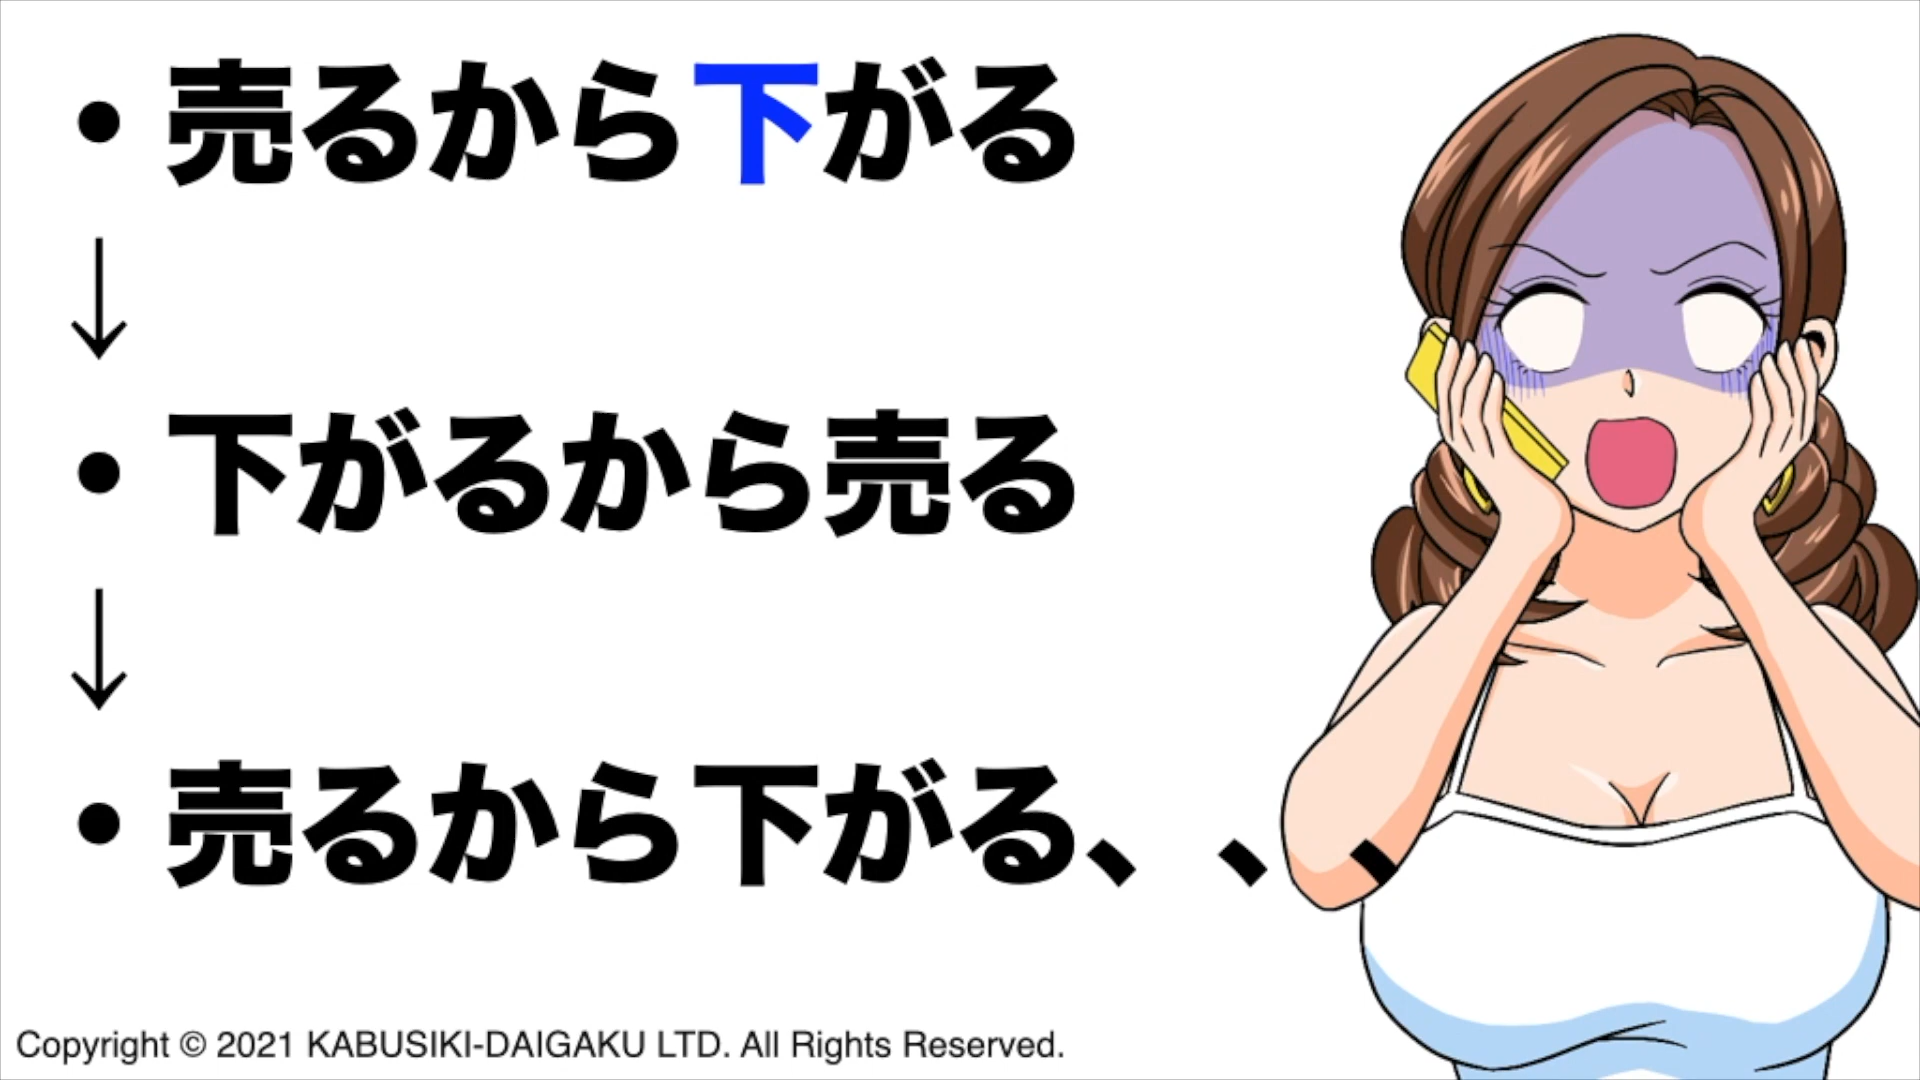 ・売るから下がる
↓
・下がるから売る
↓
・売るから下がる、、、
Copyright © 2021 KABUSIKI-DAIGAKU LTD. All Rights Reserved.